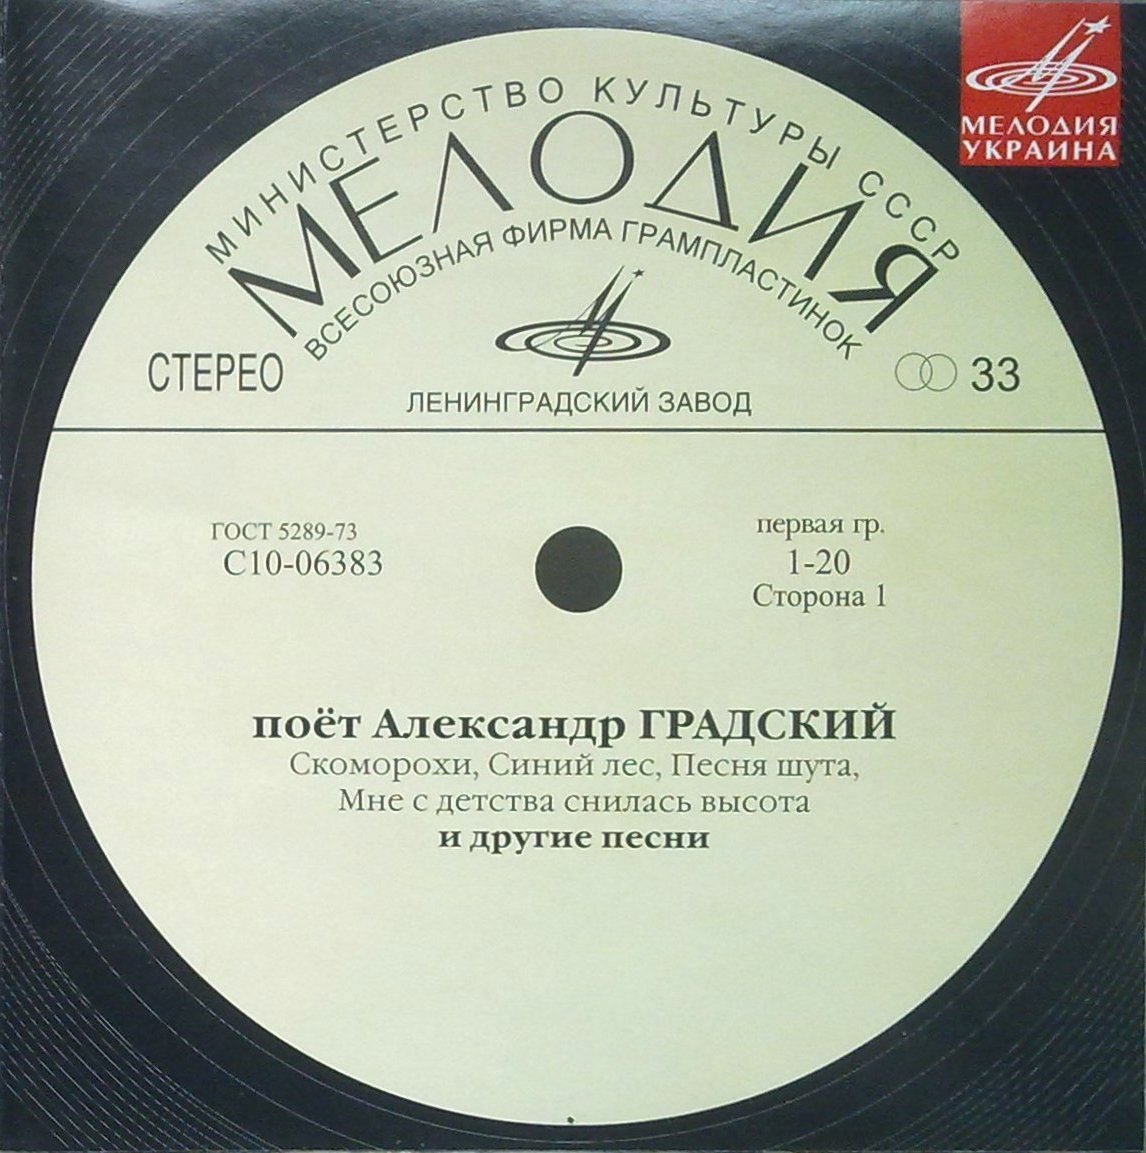 МИНИСТЕРСТВО КУЛЬТУРЫ СССР
МЕЛОДИЯ
ВСЕСОЮЗНАЯ ФИРМА ГРАМПЛАСТИНОК
МЕЛОДИЯ
УКРАИНА
СТЕРЕО
33
ЛЕНИНГРАДСКИЙ ЗАВОД
ГОСТ 5289-73
С10-06383
первая гр.
1-20
Сторона 1
поёт Александр ГРАДСКИЙ
Скоморохи, Синий лес, Песня шута,
Мне с детства снилась высота
и другие песни